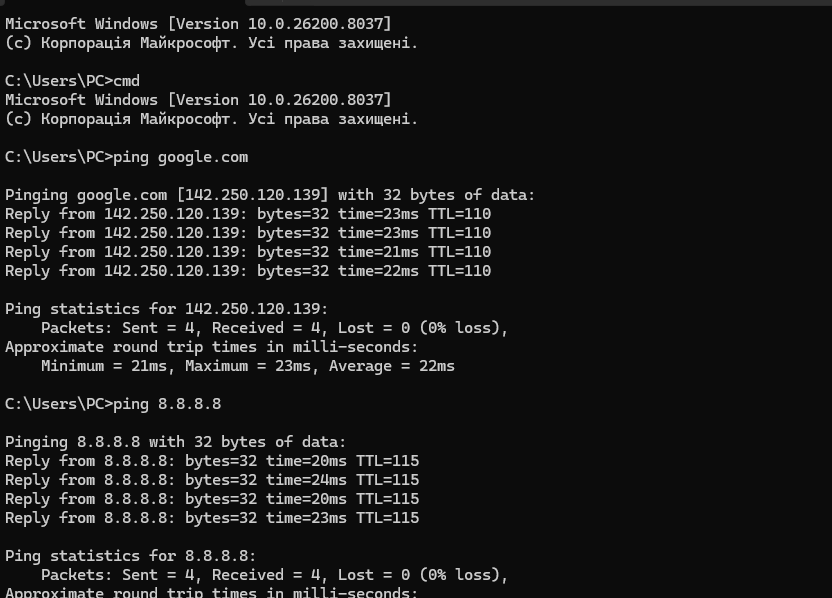 Microsoft Windows [Version 10.0.26200.8037]
(c) Корпорація Майкрософт. Усі права захищені.
C:\Users\PC>cmd
Microsoft Windows [Version 10.0.26200.8037]
(c) Корпорація Майкрософт. Усі права захищені.
C:\Users\PC>ping google.com
Pinging google.com [142.250.120.139] with 32 bytes of data:
Reply from 142.250.120.139: bytes=32 time=23ms TTL=110
Reply from 142.250.120.139: bytes=32 time=23ms TTL=110
Reply from 142.250.120.139: bytes=32 time=21ms TTL=110
Reply from 142.250.120.139: bytes=32 time=22ms TTL=110
Ping statistics for 142.250.120.139:
    Packets: Sent = 4, Received = 4, Lost = 0 (0% loss),
Approximate round trip times in milli-seconds:
    Minimum = 21ms, Maximum = 23ms, Average = 22ms
C:\Users\PC>ping 8.8.8.8
Pinging 8.8.8.8 with 32 bytes of data:
Reply from 8.8.8.8: bytes=32 time=20ms TTL=115
Reply from 8.8.8.8: bytes=32 time=24ms TTL=115
Reply from 8.8.8.8: bytes=32 time=20ms TTL=115
Reply from 8.8.8.8: bytes=32 time=23ms TTL=115
Ping statistics for 8.8.8.8:
    Packets: Sent = 4, Received = 4, Lost = 0 (0% loss),
Approximate round trip times in milli-seconds: